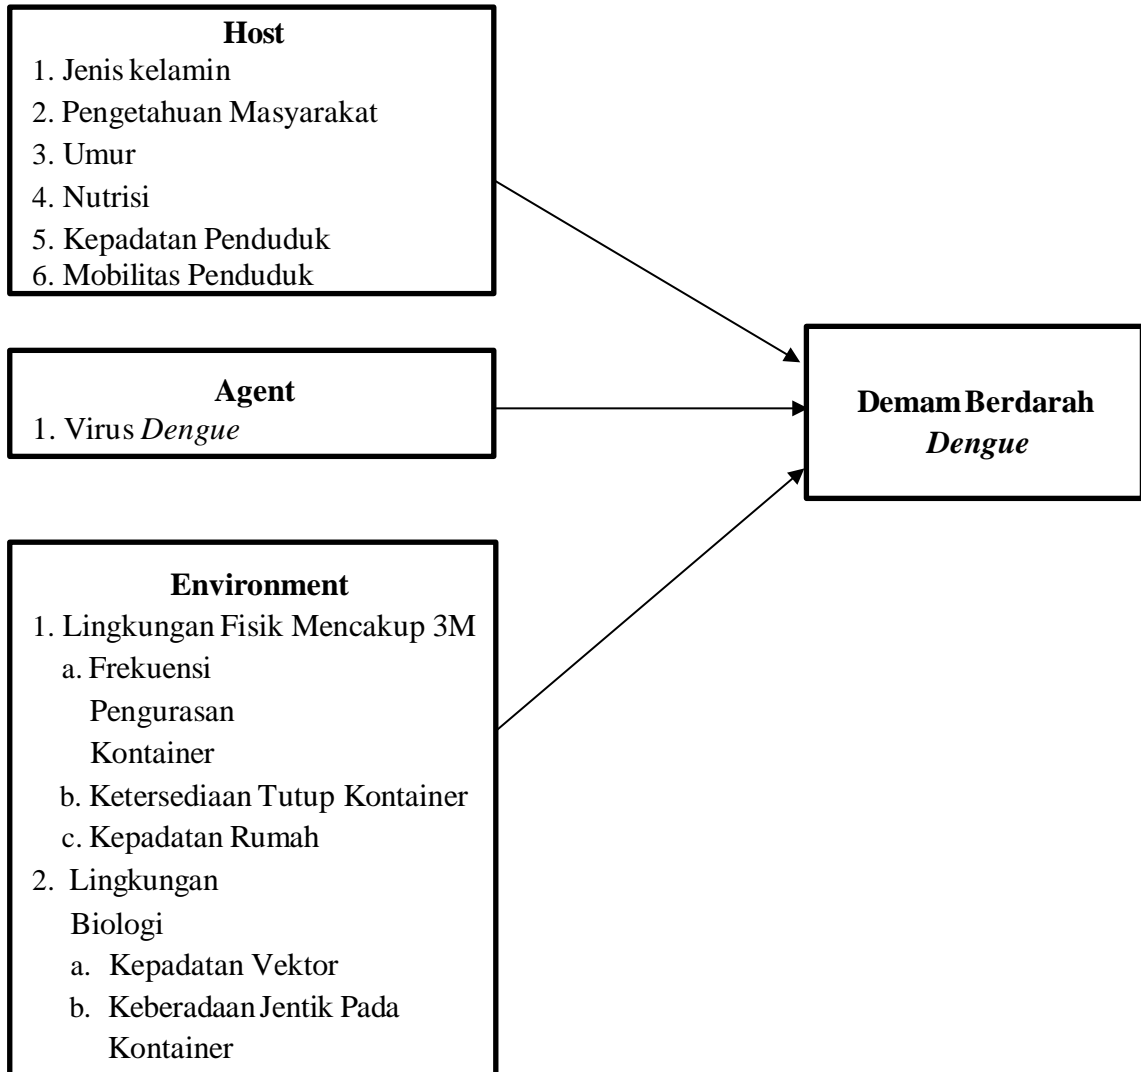 Host
1. Jenis kelamin
2. Pengetahuan Masyarakat
3. Umur
4. Nutrisi
5. Kepadatan Penduduk
6. Mobilitas Penduduk
Agent
1. Virus Dengue
Demam Berdarah
Dengue
Environment
1. Lingkungan Fisik Mencakup 3M
a. Frekuensi
Pengurasan
Kontainer
b. Ketersediaan Tutup Kontainer
c. Kepadatan Rumah
2. Lingkungan
Biologi
a. Kepadatan Vektor
b. Keberadaan Jentik Pada
Kontainer